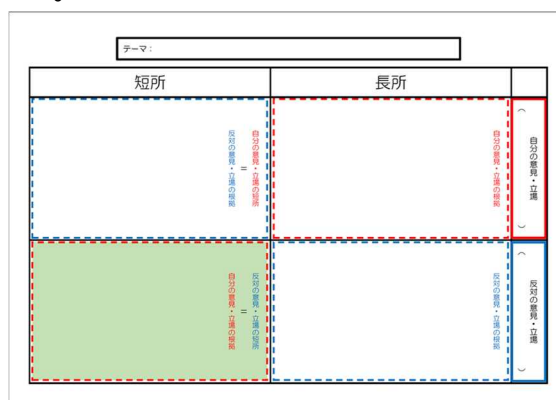 テーマ：
短所
長所
（　自分の意見・立場　）
自分の意見・立場の根拠
自分の意見・立場の短所
＝
反対の意見・立場の根拠
（　反対の意見・立場　）
反対の意見・立場の根拠
反対の意見・立場の短所
＝
自分の意見・立場の根拠